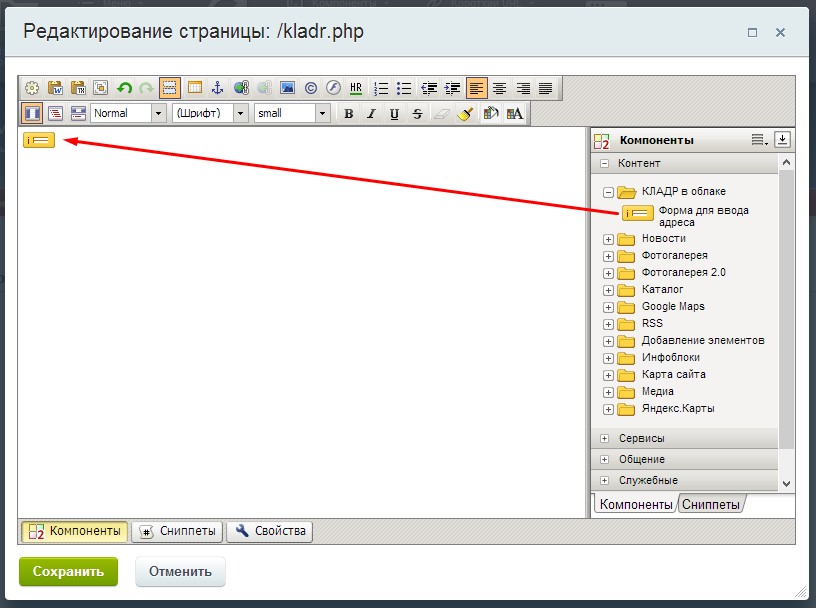 Редактирование страницы: /kladr.php
HR
Normal
(Шрифт)
small
B I U S
Компоненты
Контент
КЛАДР в облаке
Форма для ввода
адреса
Новости
Фотогалерея
Фотогалерея 2.0
Каталог
Google Maps
RSS
Добавление элементов
Инфоблоки
Карта сайта
Медиа
Яндекс.Карты
Сервисы
Общение
Служебные
Компоненты Сниппеты
Компоненты Сниппеты Свойства
Сохранить Отменить